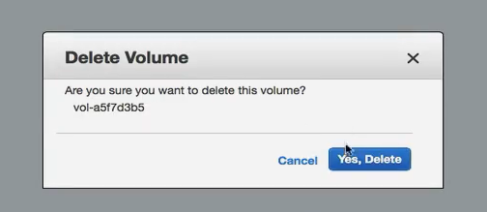 Delete Volume
Are you sure you want to delete this volume?
vol-a5f7d3b5
Cancel
Yes, Delete